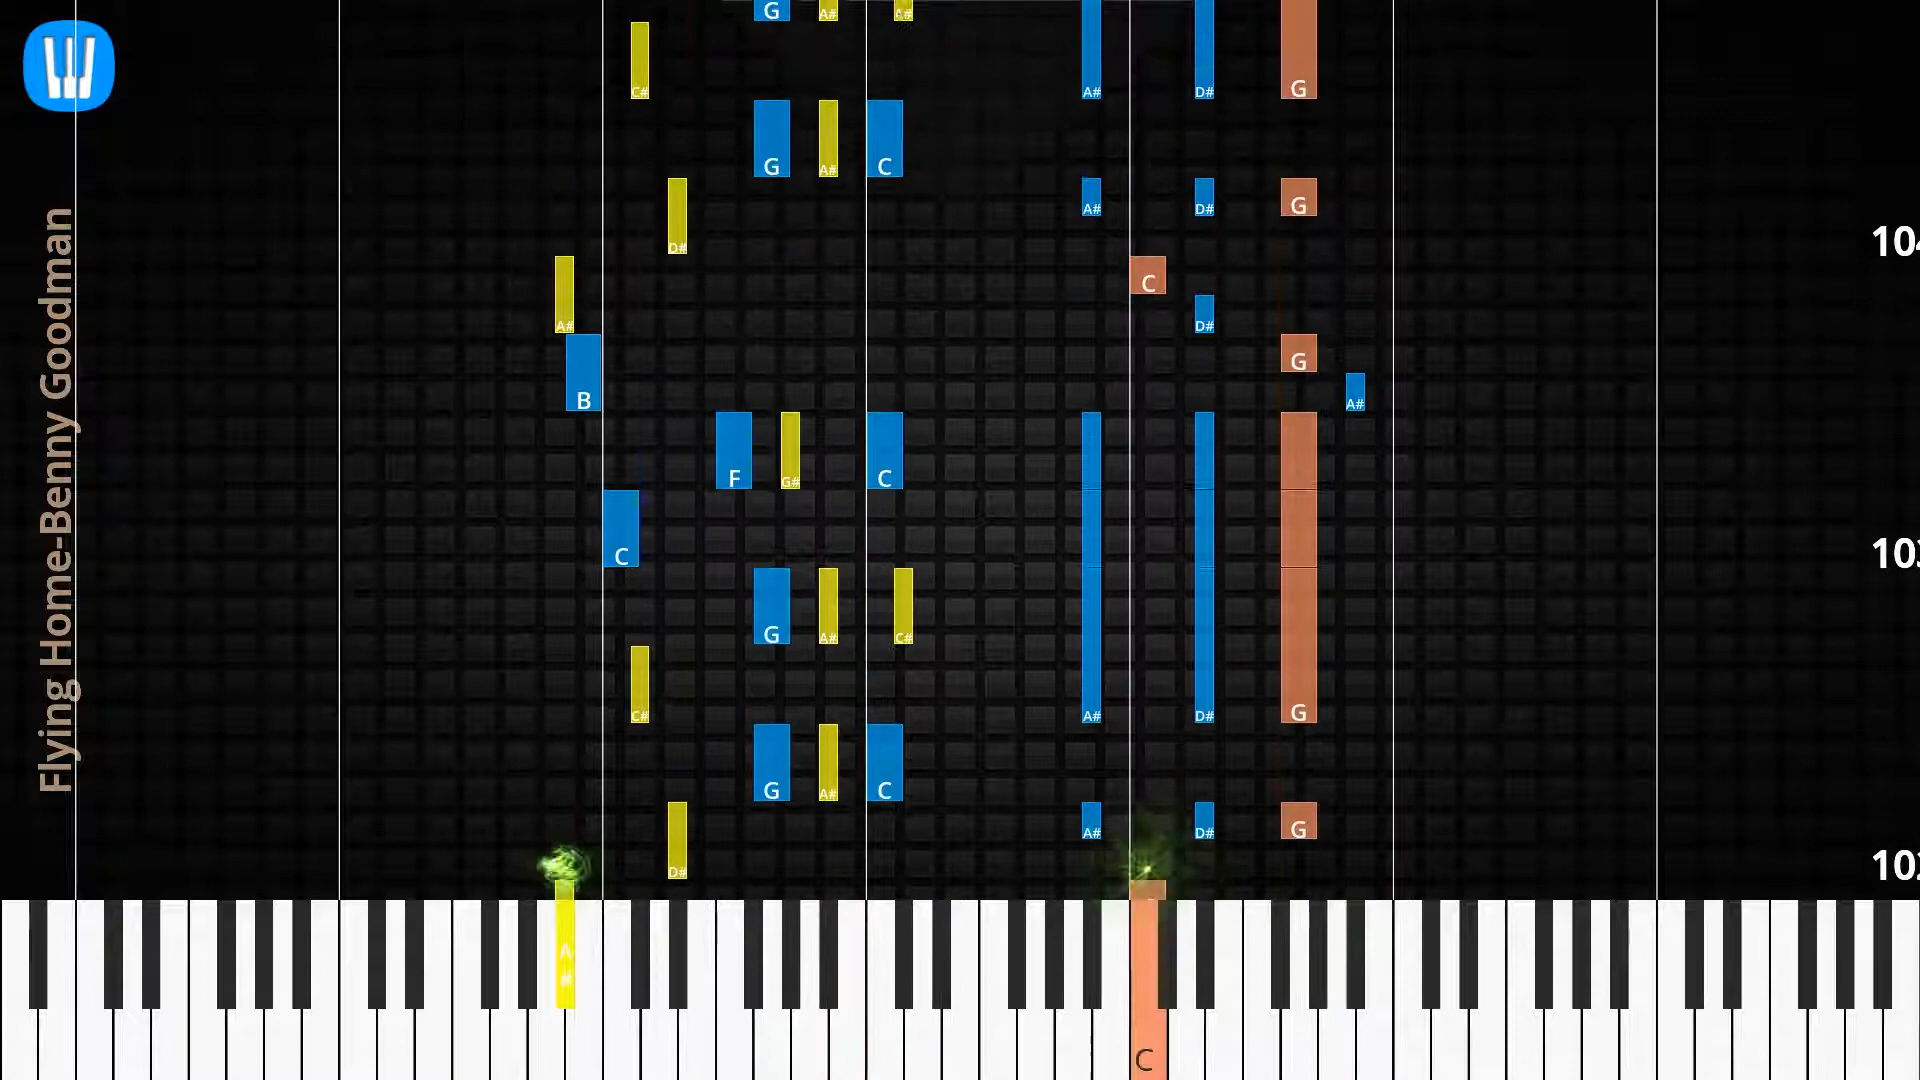 Flying Home-Benny Goodman
G A# A#
C# A# D# G
G A# C
A# D# G
D#
C
A# D#
G
B A#
F G# C
C
G A# C#
C# A# D# G
G A# C
A# D# G
D#
A
#
C